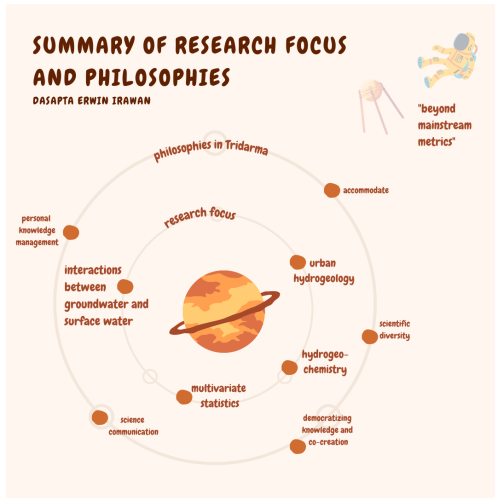 SUMMARY OF RESEARCH FOCUS
AND PHILOSOPHIES
DASAPTA ERWIN IRAWAN
"beyond
mainstream
metrics"
philosophies in Tridarma
accommodate
research focus
personal
knowledge
management
interactions
between
groundwater and
surface water
urban
hydrogeology
scientific
diversity
hydrogeo-
chemistry
multivariate
statistics
science
communication
democratizing
knowledge and
co-creation